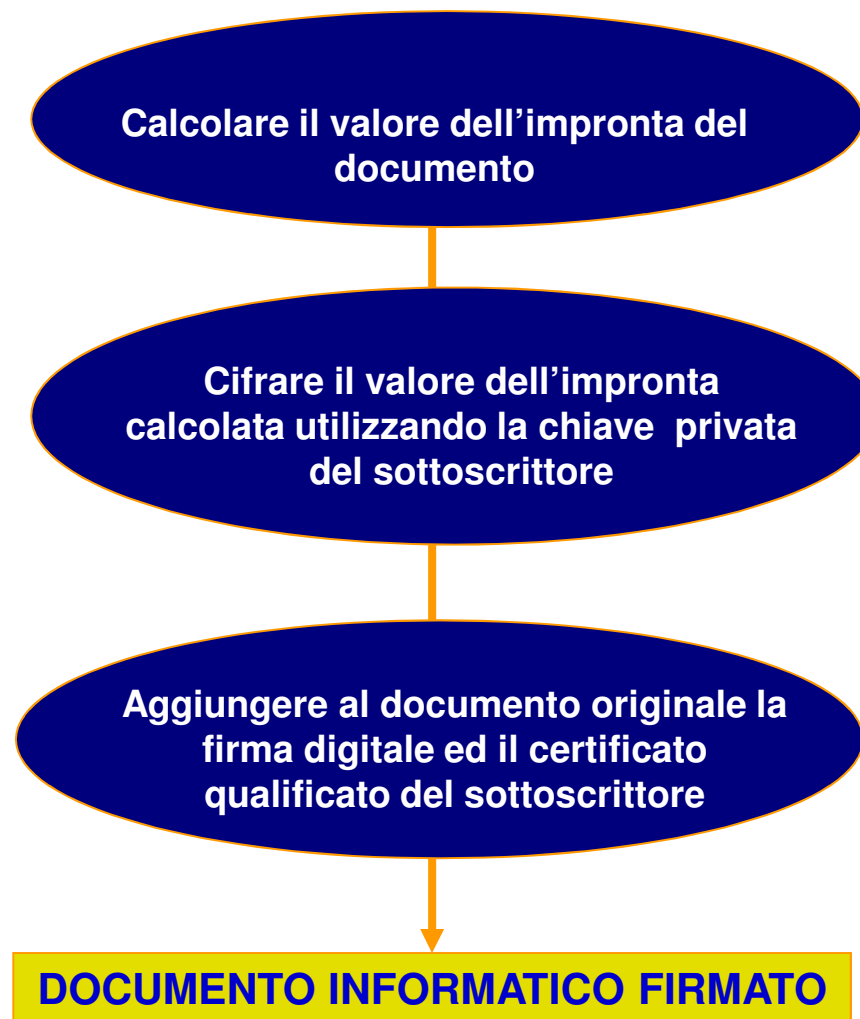 Calcolare il valore dell’impronta del
documento
Cifrare il valore dell’impronta
calcolata utilizzando la chiave privata
del sottoscrittore
Aggiungere al documento originale la
firma digitale ed il certificato
qualificato del sottoscrittore
DOCUMENTO INFORMATICO FIRMATO